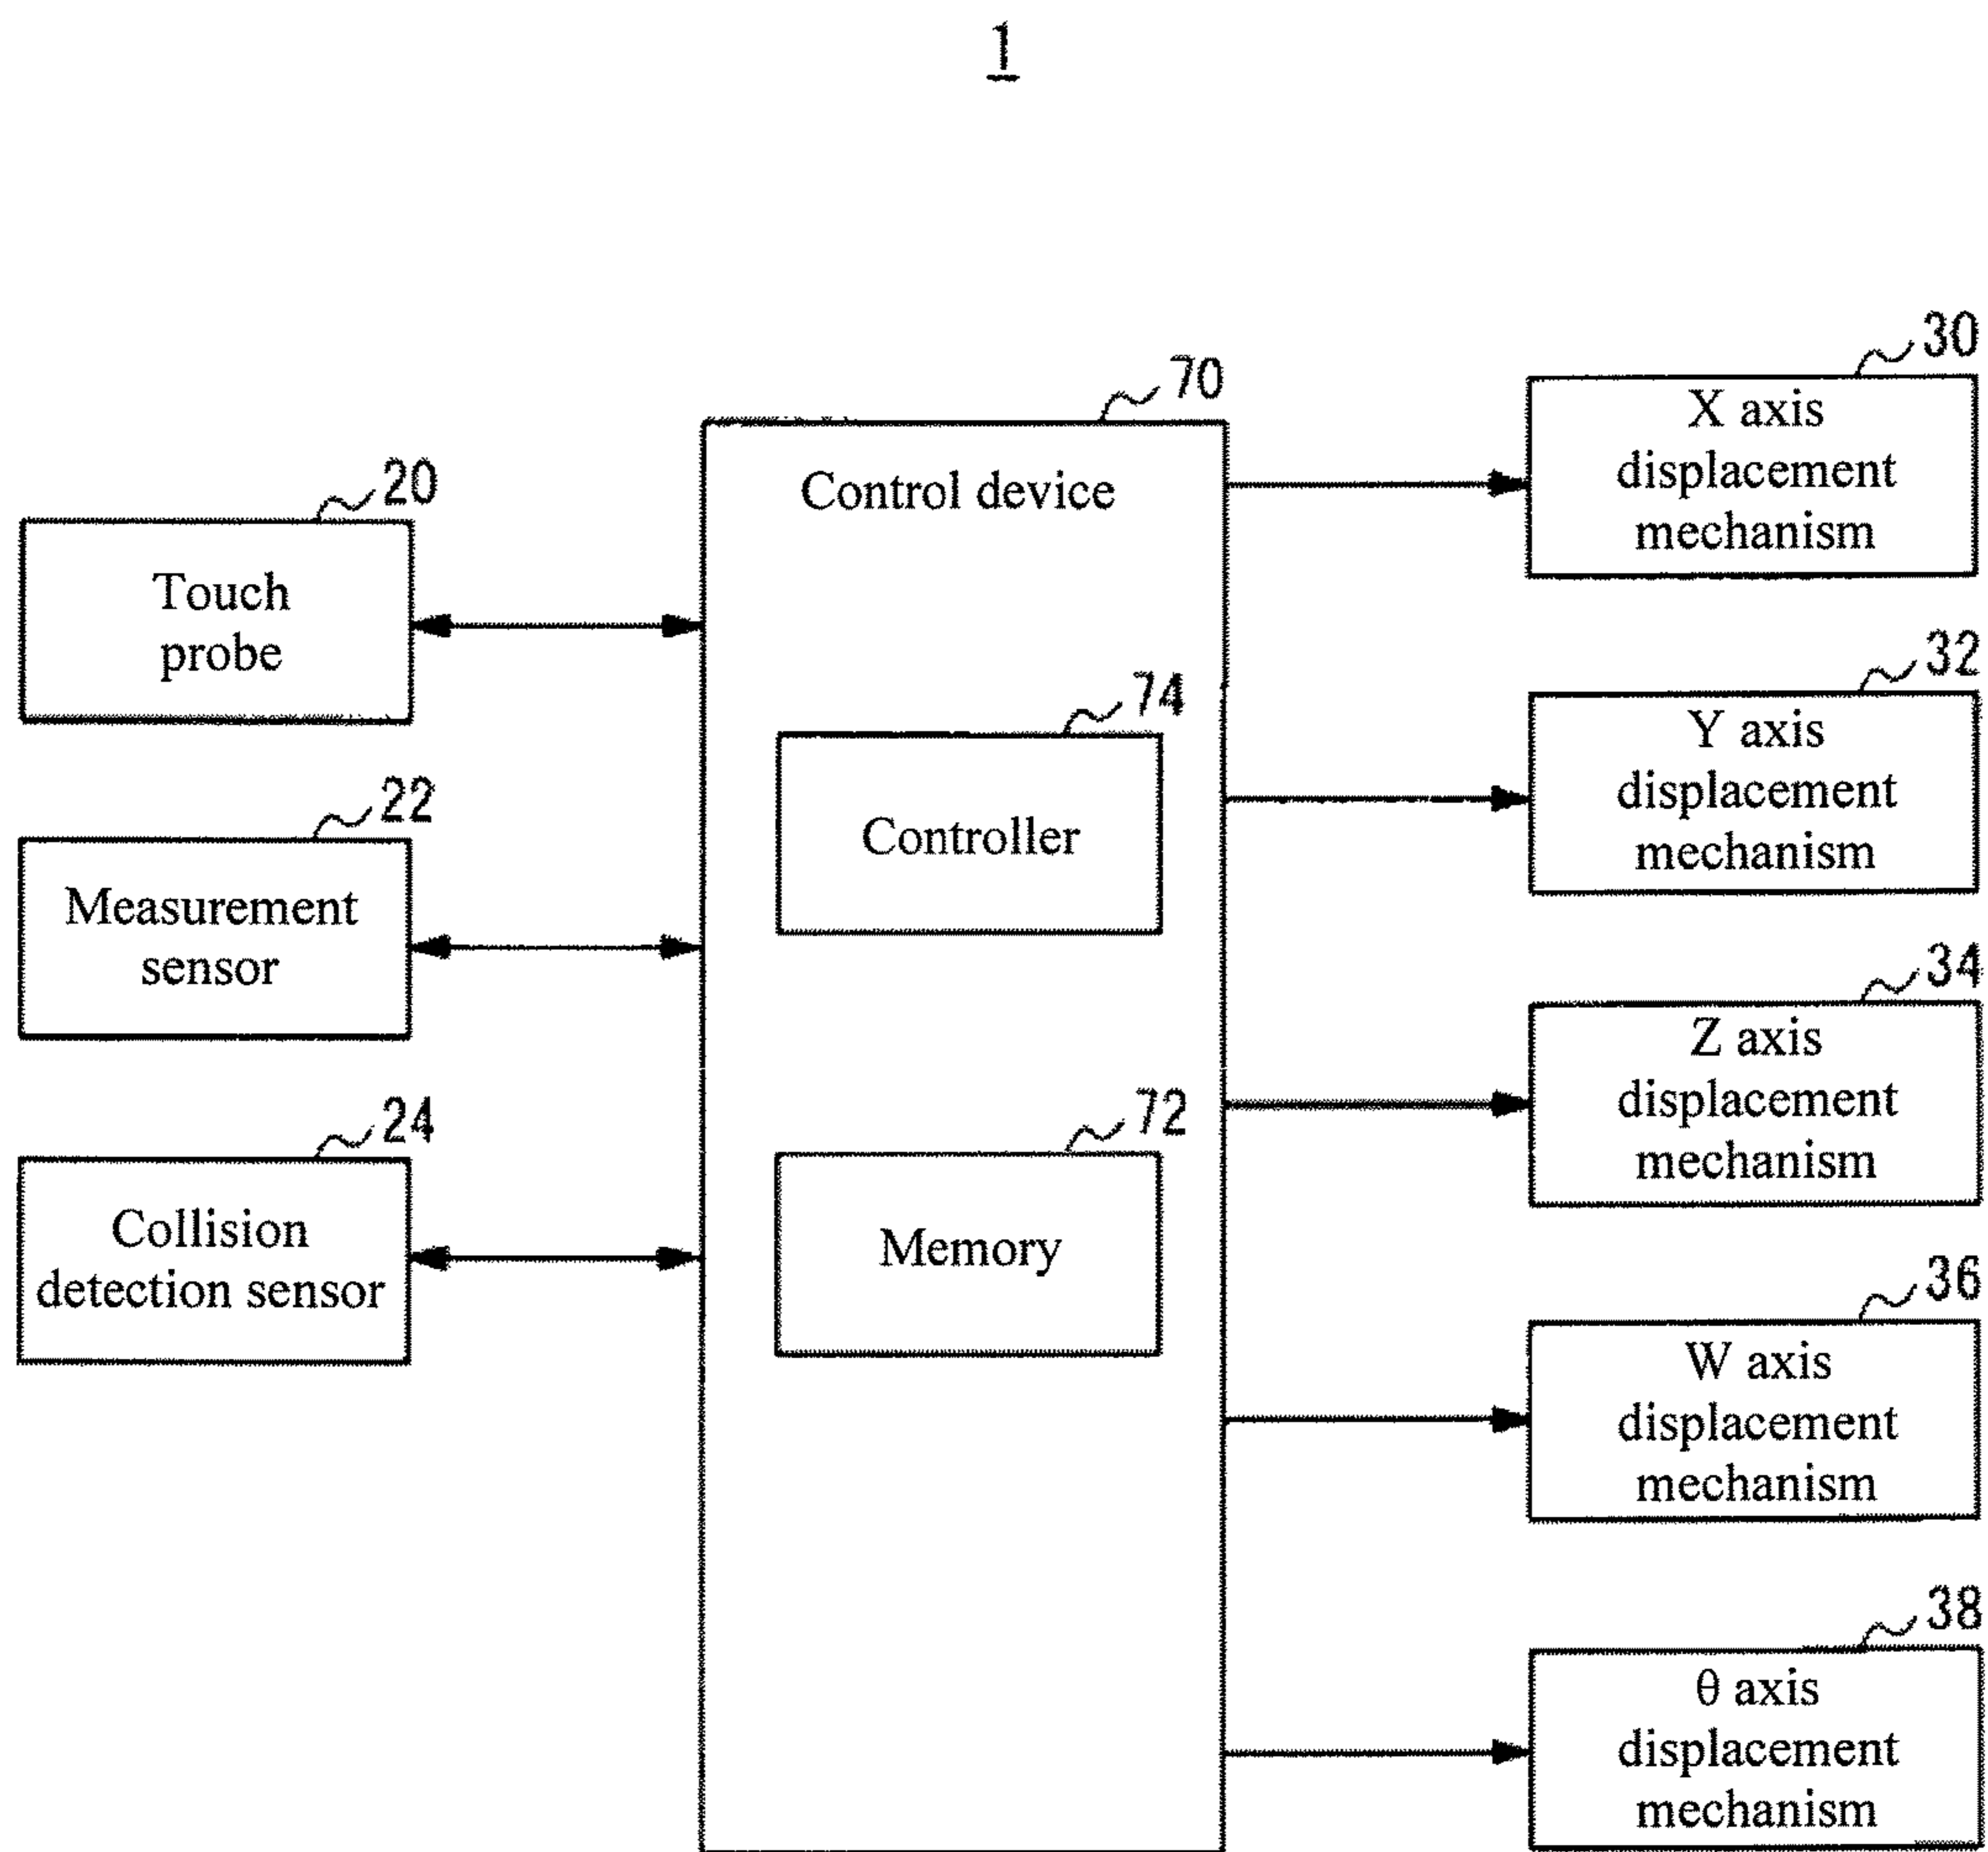 1
20
Touch
probe
22
Measurement
sensor
24
Collision
detection sensor
70
Control device
74
Controller
72
Memory
30
X axis
displacement
mechanism
32
Y axis
displacement
mechanism
34
Z axis
displacement
mechanism
36
W axis
displacement
mechanism
38
θ axis
displacement
mechanism